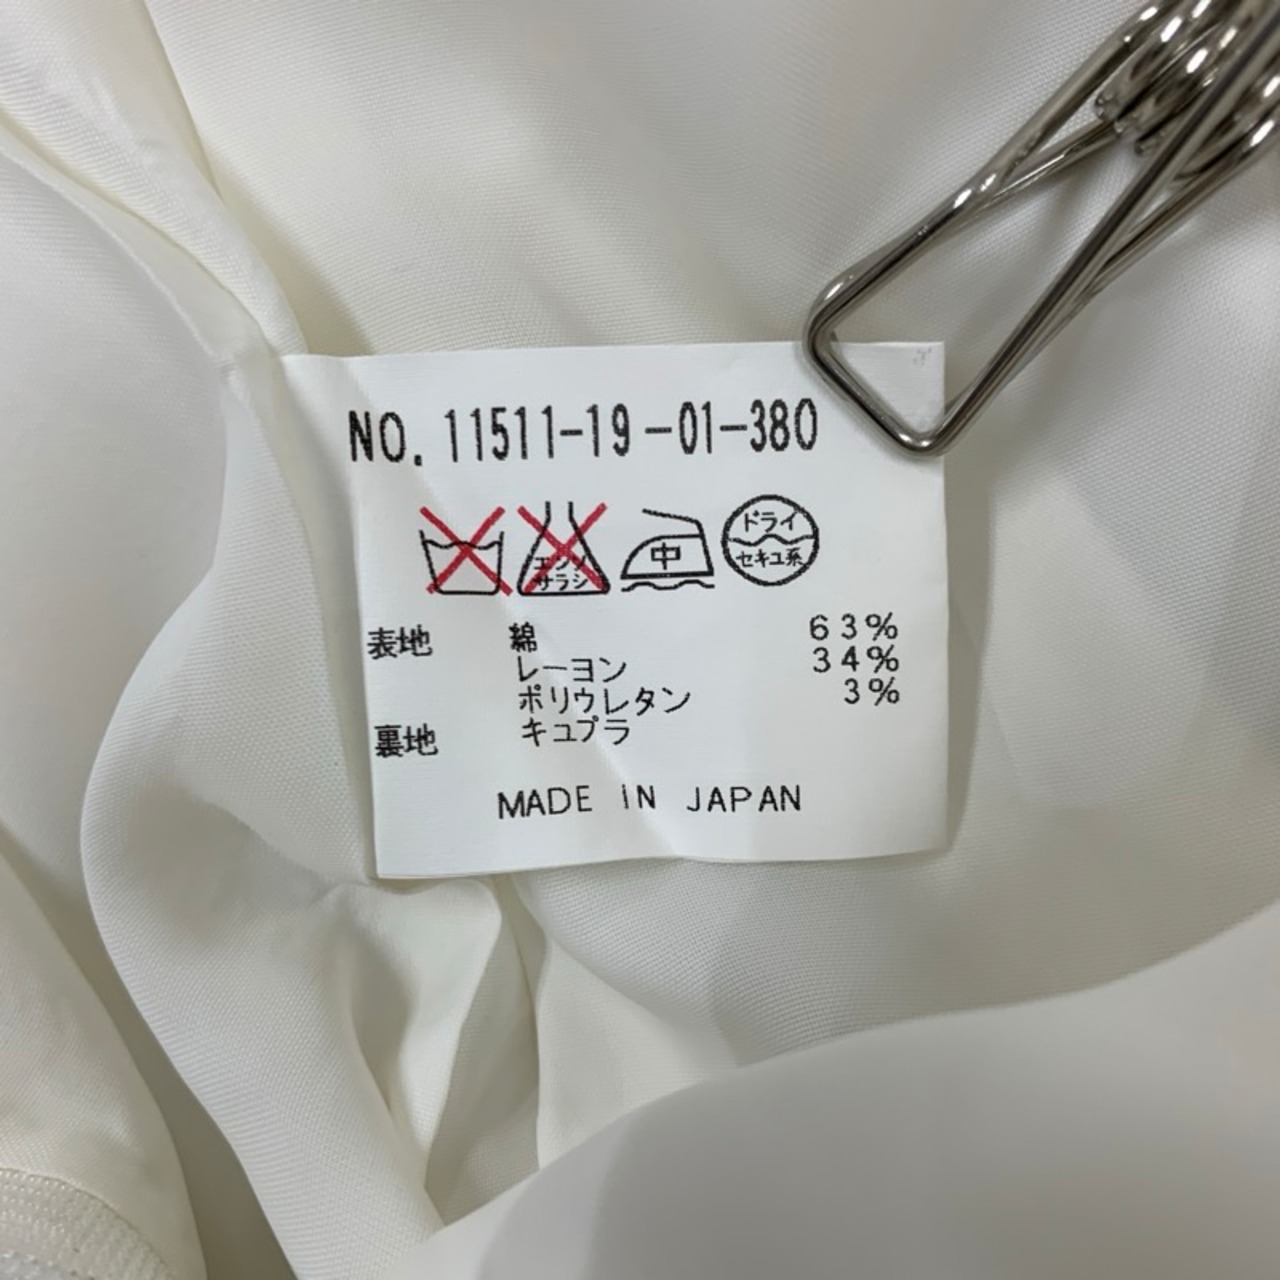 NO. 11511-19-01-380
エンソ
サラシ
中
ドライ
セキユ系
表地 綿 63%
レーヨン 34%
ポリウレタン 3%
裏地 キュプラ
MADE IN JAPAN